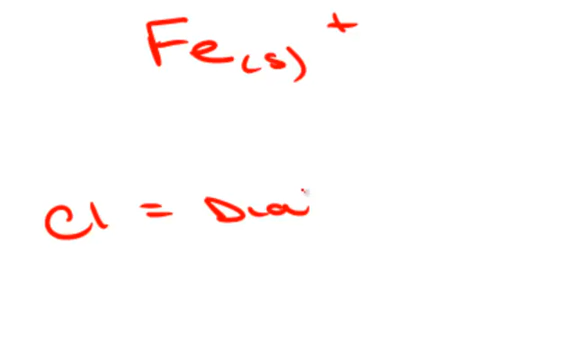 Fe(s) +
Cl = Dia